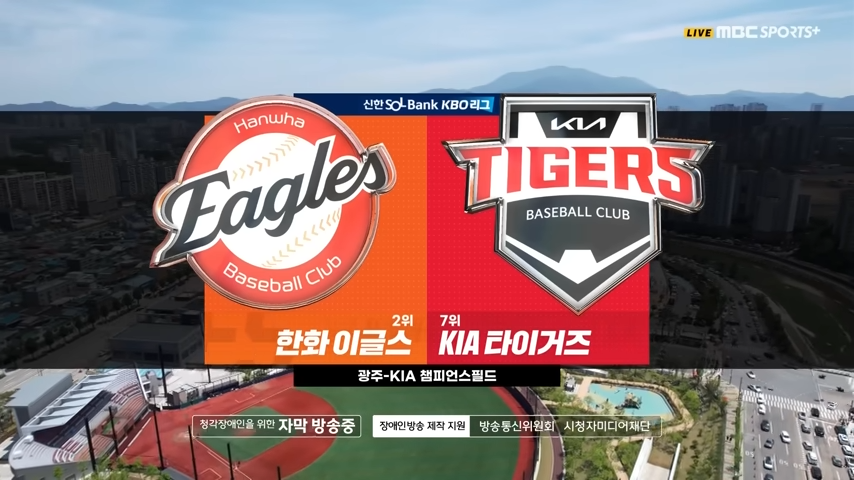 LIVE MBC SPORTS+
신한 SOL Bank KBO 리그
Hanwha
Eagles
Baseball Club
KIA
TIGERS
BASEBALL CLUB
2위
한화 이글스
7위
KIA 타이거즈
광주-KIA 챔피언스필드
청각장애인을 위한 자막 방송중
장애인방송 제작 지원 방송통신위원회 시청자미디어재단